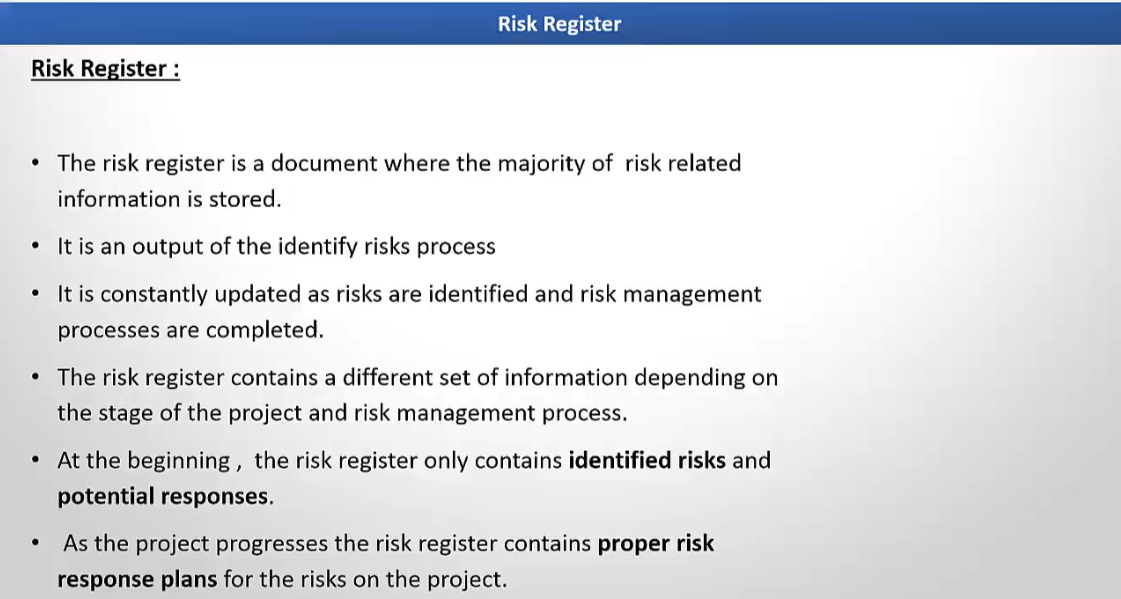 Risk Register
Risk Register :
• The risk register is a document where the majority of  risk related
information is stored.
• It is an output of the identify risks process
• It is constantly updated as risks are identified and risk management
processes are completed.
• The risk register contains a different set of information depending on
the stage of the project and risk management process.
• At the beginning ,  the risk register only contains identified risks and
potential responses.
• As the project progresses the risk register contains proper risk
response plans for the risks on the project.